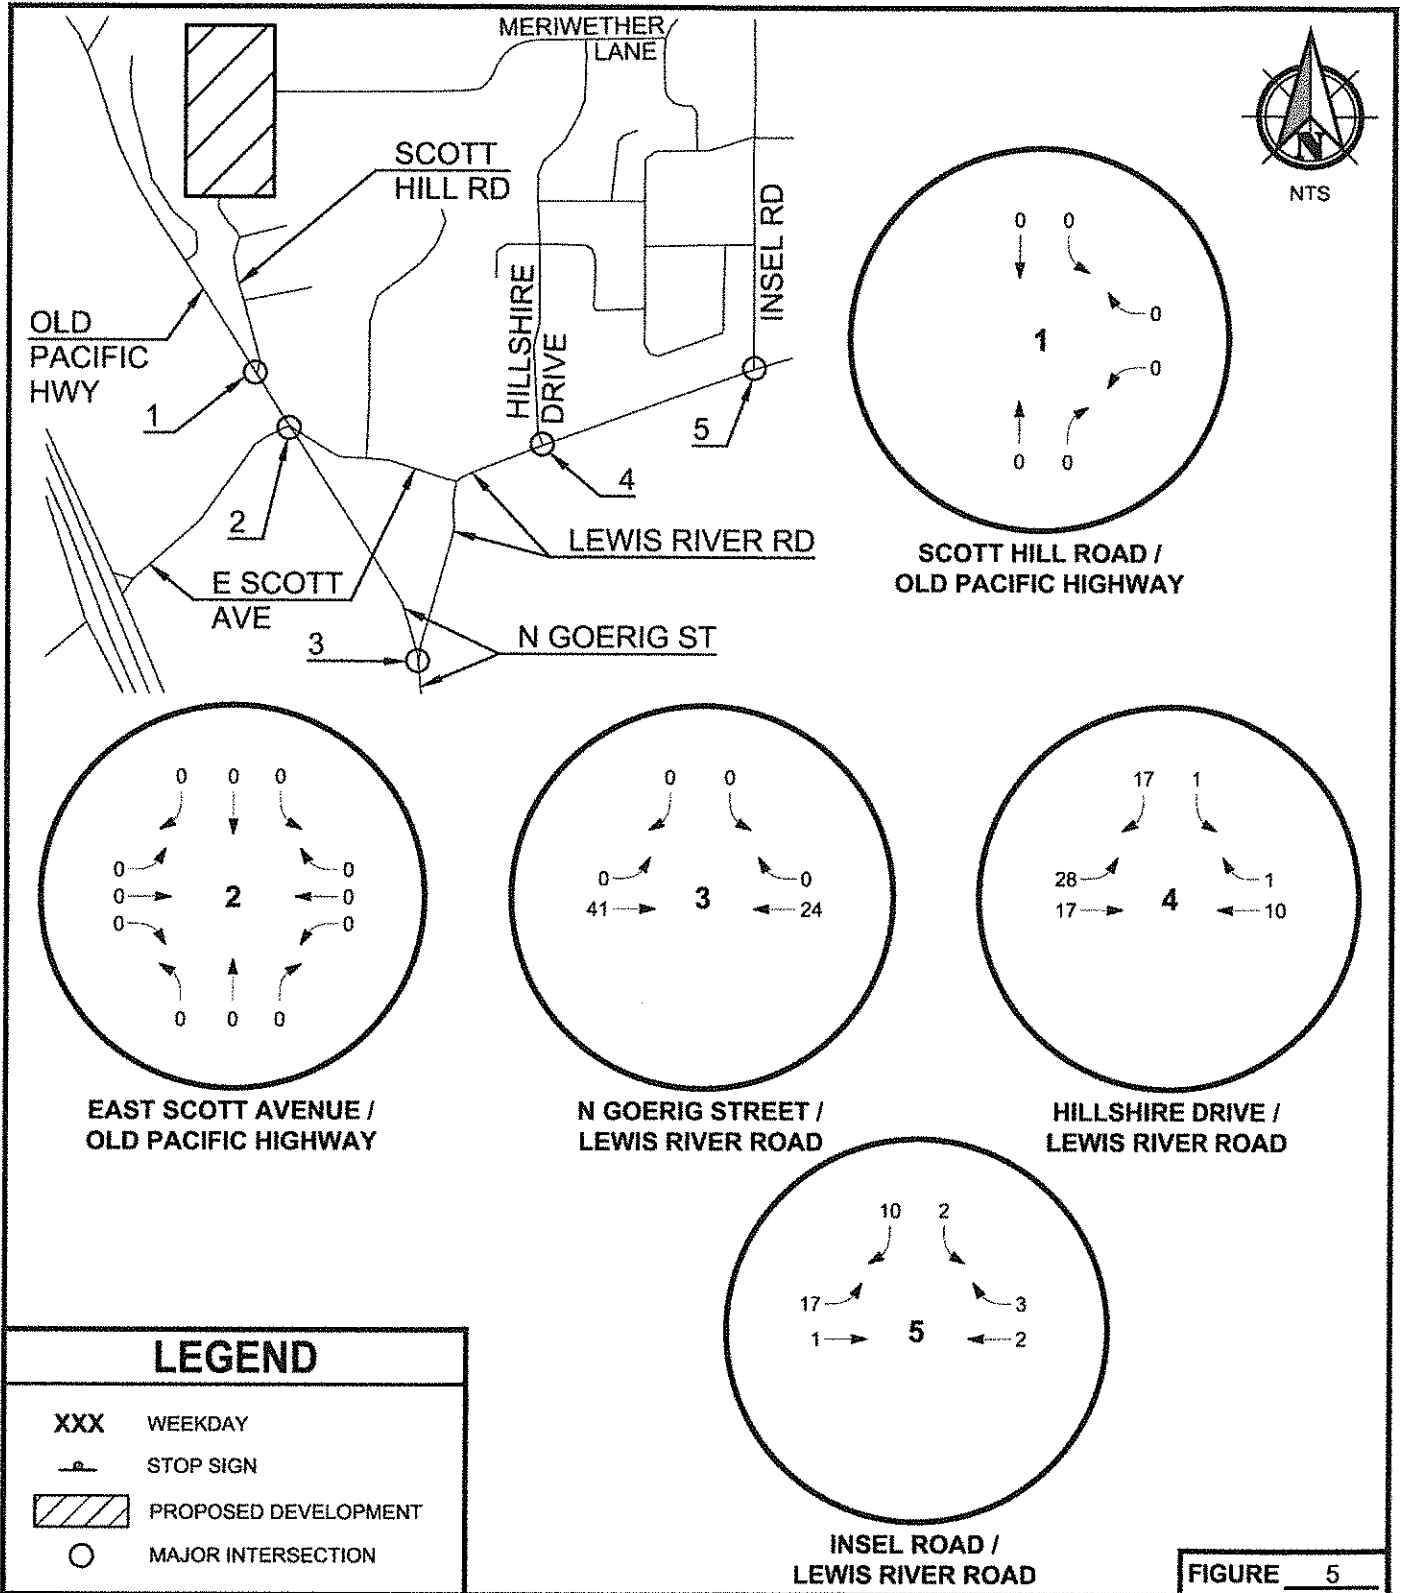 MERIWETHER
LANE
N
NTS
SCOTT
HILL RD
INSEL RD
OLD
PACIFIC
HWY
HILLSHIRE
DRIVE
1
2
3
4
5
E SCOTT
AVE
LEWIS RIVER RD
N GOERIG ST
0 0
0
1
0
0 0
SCOTT HILL ROAD /
OLD PACIFIC HIGHWAY
0 0 0
0 0
0 2 0
0 0
0 0 0
EAST SCOTT AVENUE /
OLD PACIFIC HIGHWAY
0 0
0 0
41 3 24
N GOERIG STREET /
LEWIS RIVER ROAD
17 1
28 1
17 4 10
HILLSHIRE DRIVE /
LEWIS RIVER ROAD
10 2
17 3
1 5 2
INSEL ROAD /
LEWIS RIVER ROAD
LEGEND
XXX WEEKDAY
STOP SIGN
PROPOSED DEVELOPMENT
MAJOR INTERSECTION
FIGURE 5